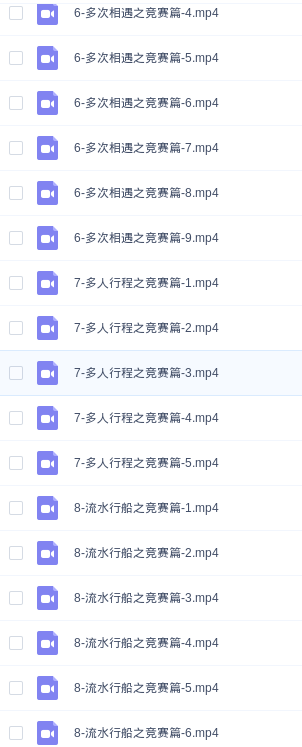 6-多次相遇之竞赛篇-4.mp4
6-多次相遇之竞赛篇-5.mp4
6-多次相遇之竞赛篇-6.mp4
6-多次相遇之竞赛篇-7.mp4
6-多次相遇之竞赛篇-8.mp4
6-多次相遇之竞赛篇-9.mp4
7-多人行程之竞赛篇-1.mp4
7-多人行程之竞赛篇-2.mp4
7-多人行程之竞赛篇-3.mp4
7-多人行程之竞赛篇-4.mp4
7-多人行程之竞赛篇-5.mp4
8-流水行船之竞赛篇-1.mp4
8-流水行船之竞赛篇-2.mp4
8-流水行船之竞赛篇-3.mp4
8-流水行船之竞赛篇-4.mp4
8-流水行船之竞赛篇-5.mp4
8-流水行船之竞赛篇-6.mp4